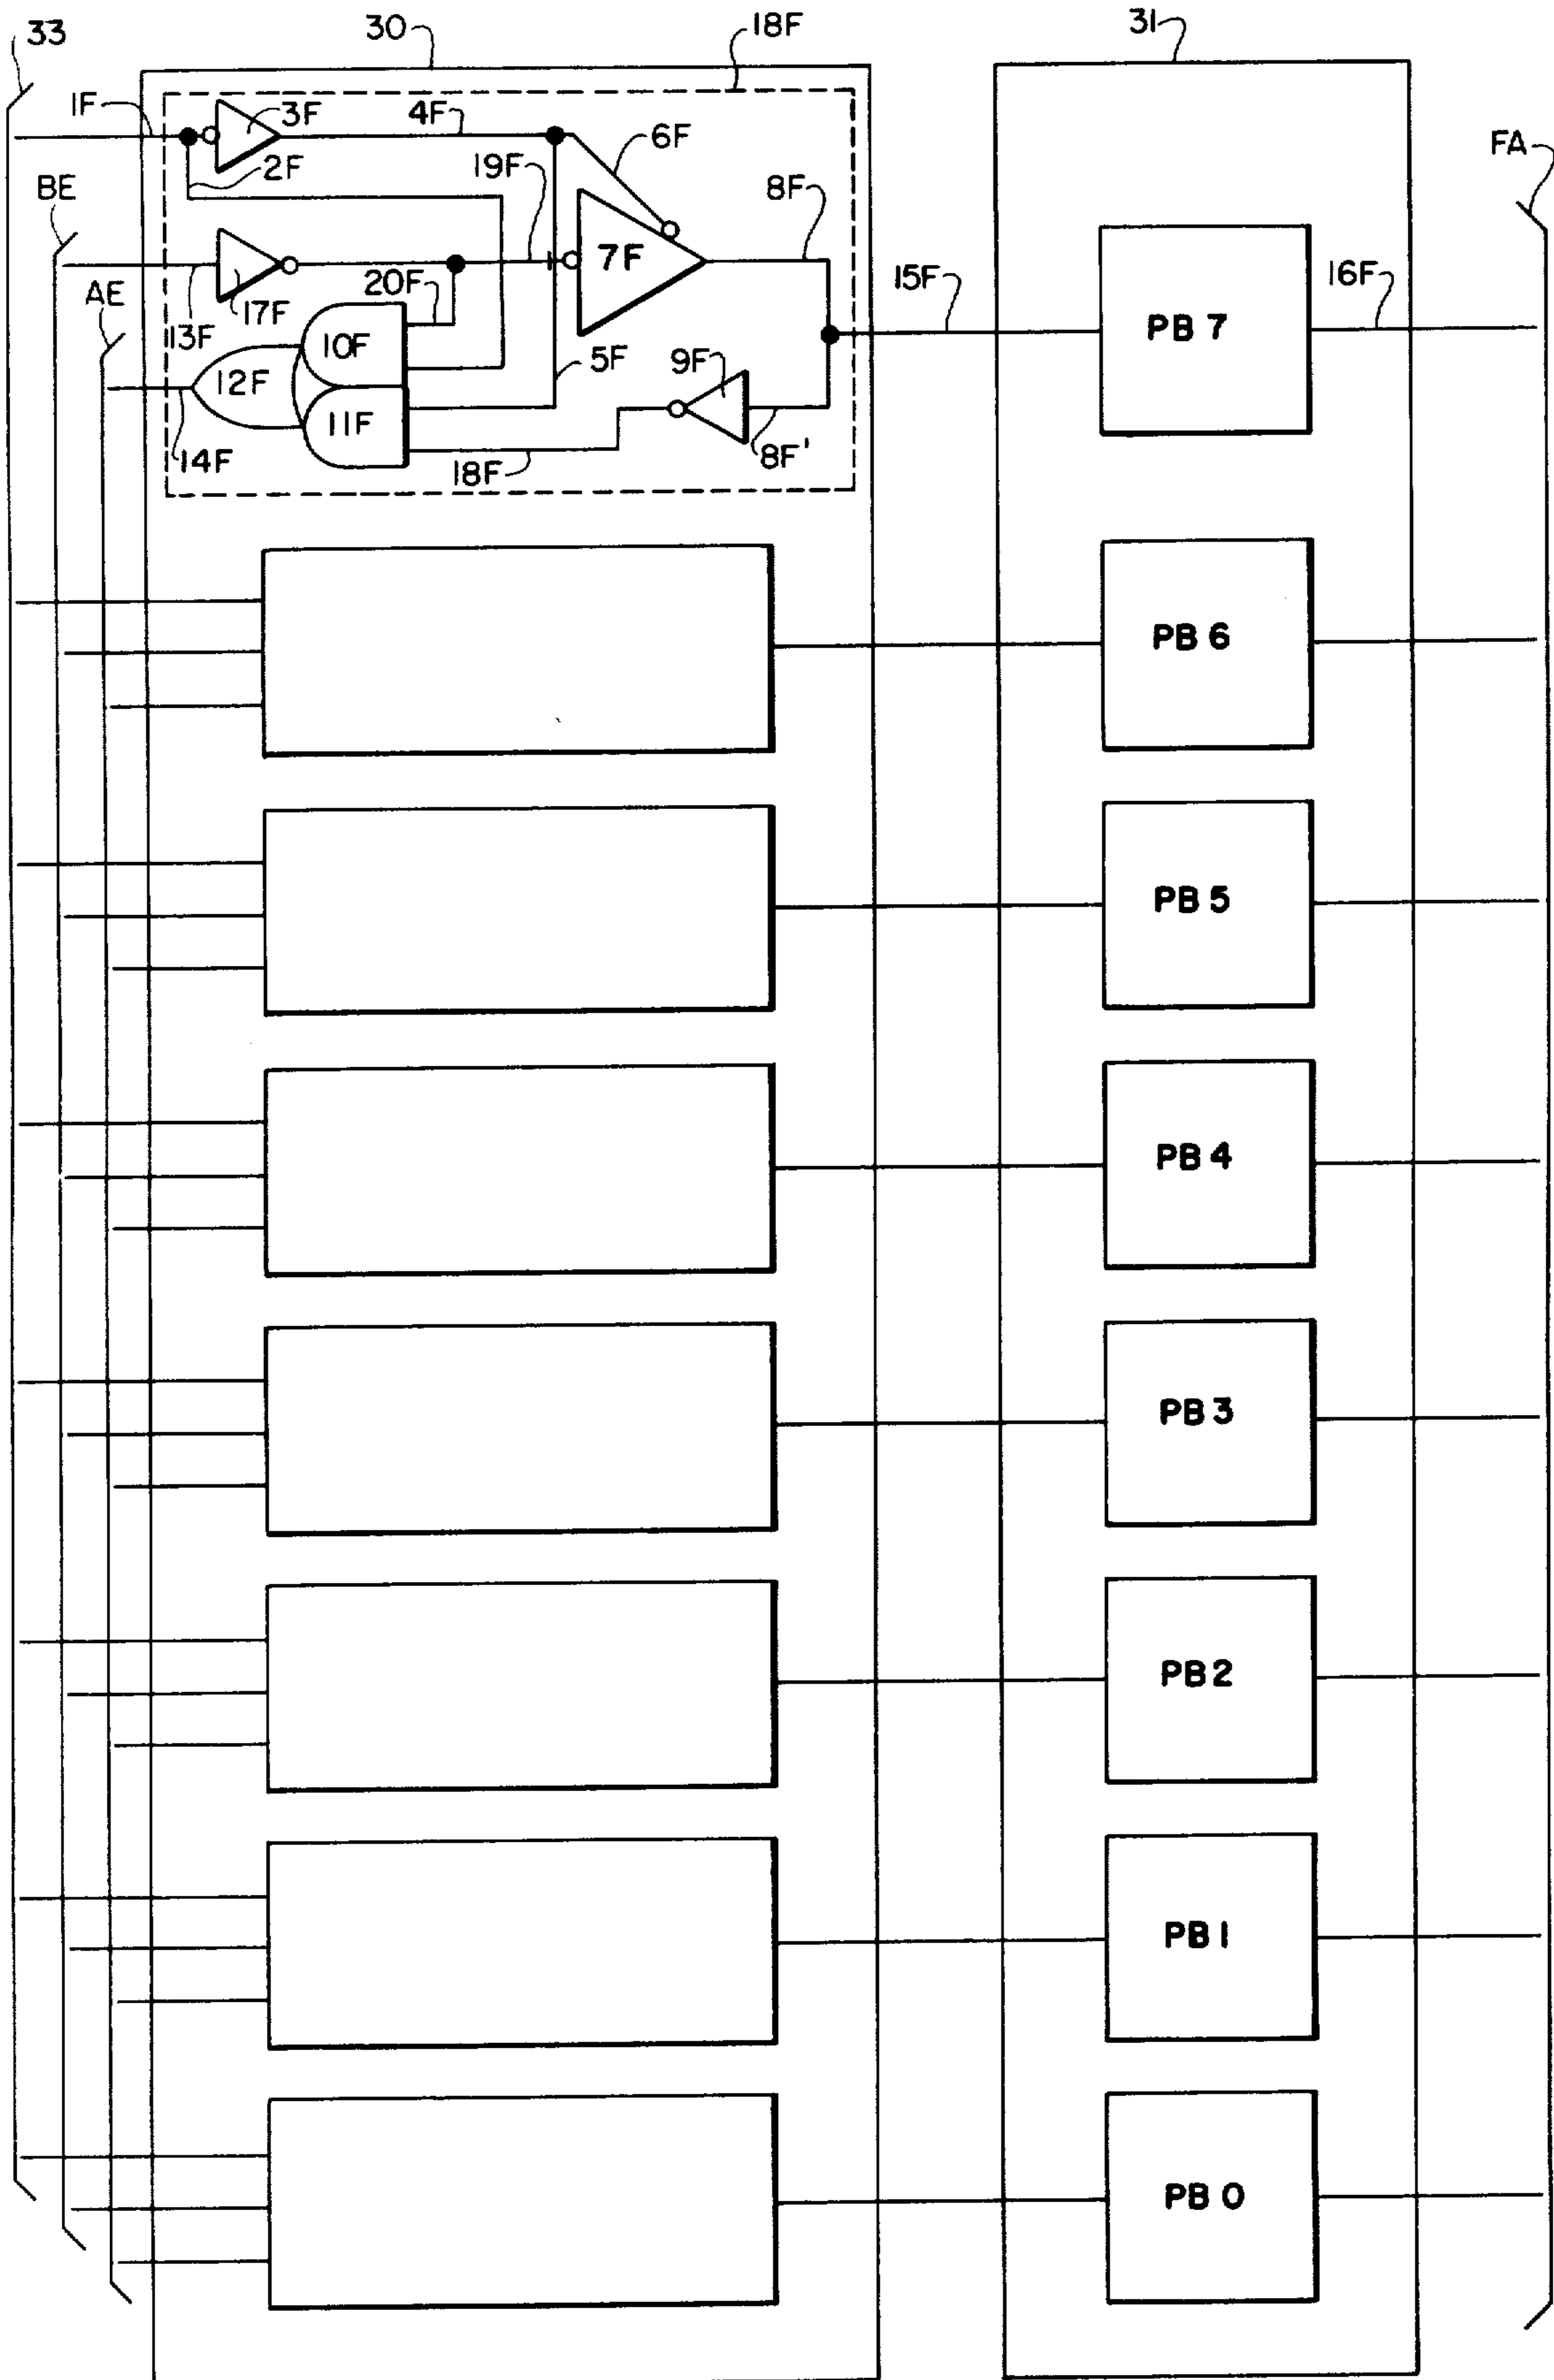 33
30
18F
31
1F
3F
4F
6F
FA
2F
19F
8F
BE
7F
17F
20F
15F
16F
AE
13F
10F
5F
9F
PB 7
12F
11F
14F
18F
8F'
PB 6
PB 5
PB 4
PB 3
PB 2
PB 1
PB 0